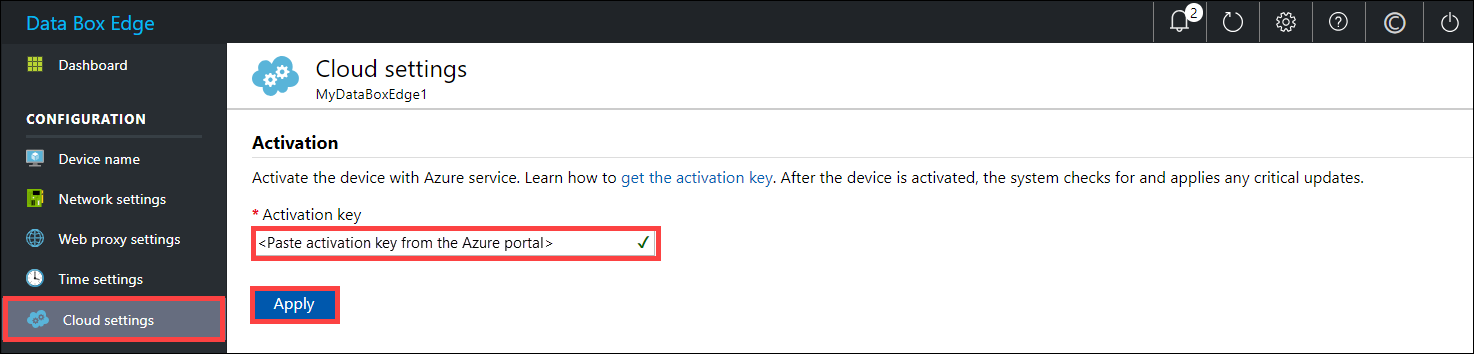 Data Box Edge
2
Dashboard
CONFIGURATION
Device name
Network settings
Web proxy settings
Time settings
Cloud settings
Cloud settings
MyDataBoxEdge1
Activation
Activate the device with Azure service. Learn how to get the activation key. After the device is activated, the system checks for and applies any critical updates.
* Activation key
<Paste activation key from the Azure portal>
Apply